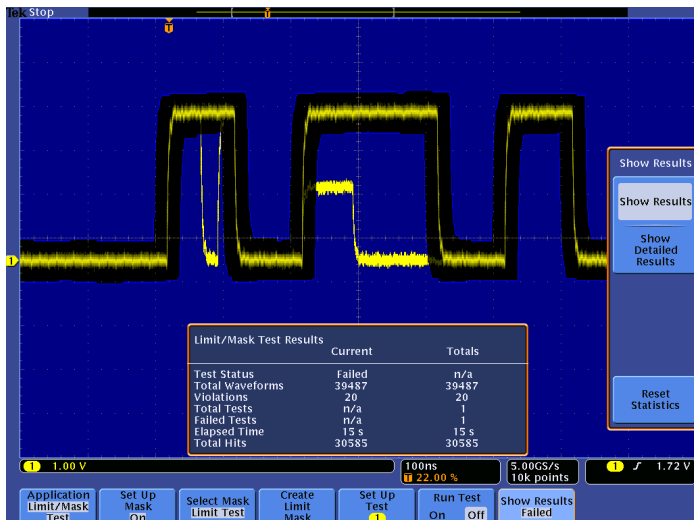 Tek Stop
T
T
Show Results
Show Results
Show
Detailed
Results
1
Limit/Mask Test Results
Current Totals
Test Status Failed n/a
Total Waveforms 39487 39487
Violations 20 20
Total Tests n/a 1
Failed Tests n/a 1
Elapsed Time 15 s 15 s
Total Hits 30585 30585
Reset
Statistics
1 1.00 V
100ns
T 22.00 %
5.00GS/s
10k points
1 1.72 V
Application
Limit/Mask
Test
Set Up
Mask
On
Select Mask
Limit Test
Create
Limit
Mask
Set Up
Test
1
Run Test
On Off
Show Results
Failed